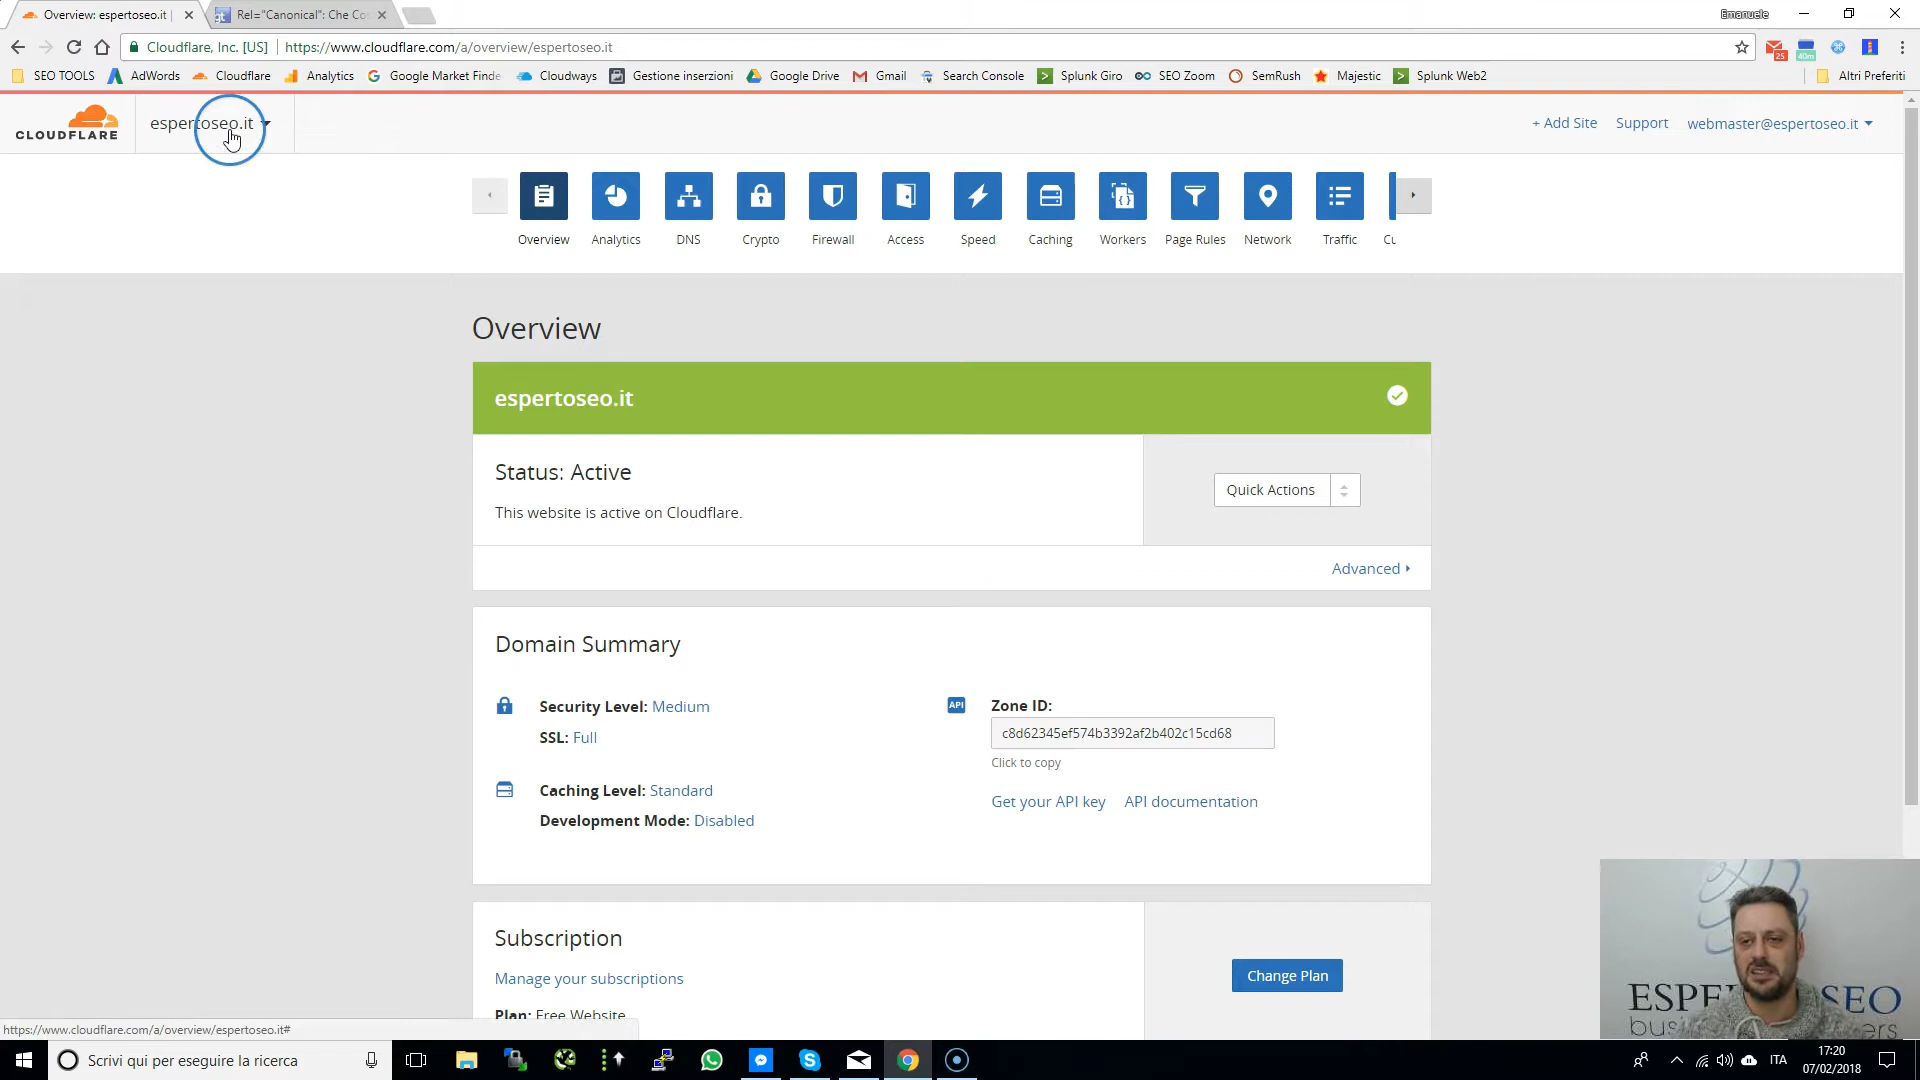 Overview: espertoseo.it |
Rel="Canonical": Che Co
Emanuele
Cloudflare, Inc. [US]
https://www.cloudflare.com/a/overview/espertoseo.it
25
40m
SEO TOOLS
AdWords
Cloudflare
Analytics
Google Market Finde
Cloudways
Gestione inserzioni
Google Drive
Gmail
Search Console
Splunk Giro
SEO Zoom
SemRush
Majestic
Splunk Web2
Altri Preferiti
CLOUDFLARE
espertoseo.it
+ Add Site
Support
webmaster@espertoseo.it
Overview
Analytics
DNS
Crypto
Firewall
Access
Speed
Caching
Workers
Page Rules
Network
Traffic
Cu
Overview
espertoseo.it
Status: Active
This website is active on Cloudflare.
Quick Actions
Advanced
Domain Summary
Security Level: Medium
SSL: Full
Caching Level: Standard
Development Mode: Disabled
API
Zone ID:
c8d62345ef574b3392af2b402c15cd68
Click to copy
Get your API key
API documentation
Subscription
Manage your subscriptions
Plan: Free Website
Change Plan
https://www.cloudflare.com/a/overview/espertoseo.it#
Scrivi qui per eseguire la ricerca
ITA
17:20
07/02/2018